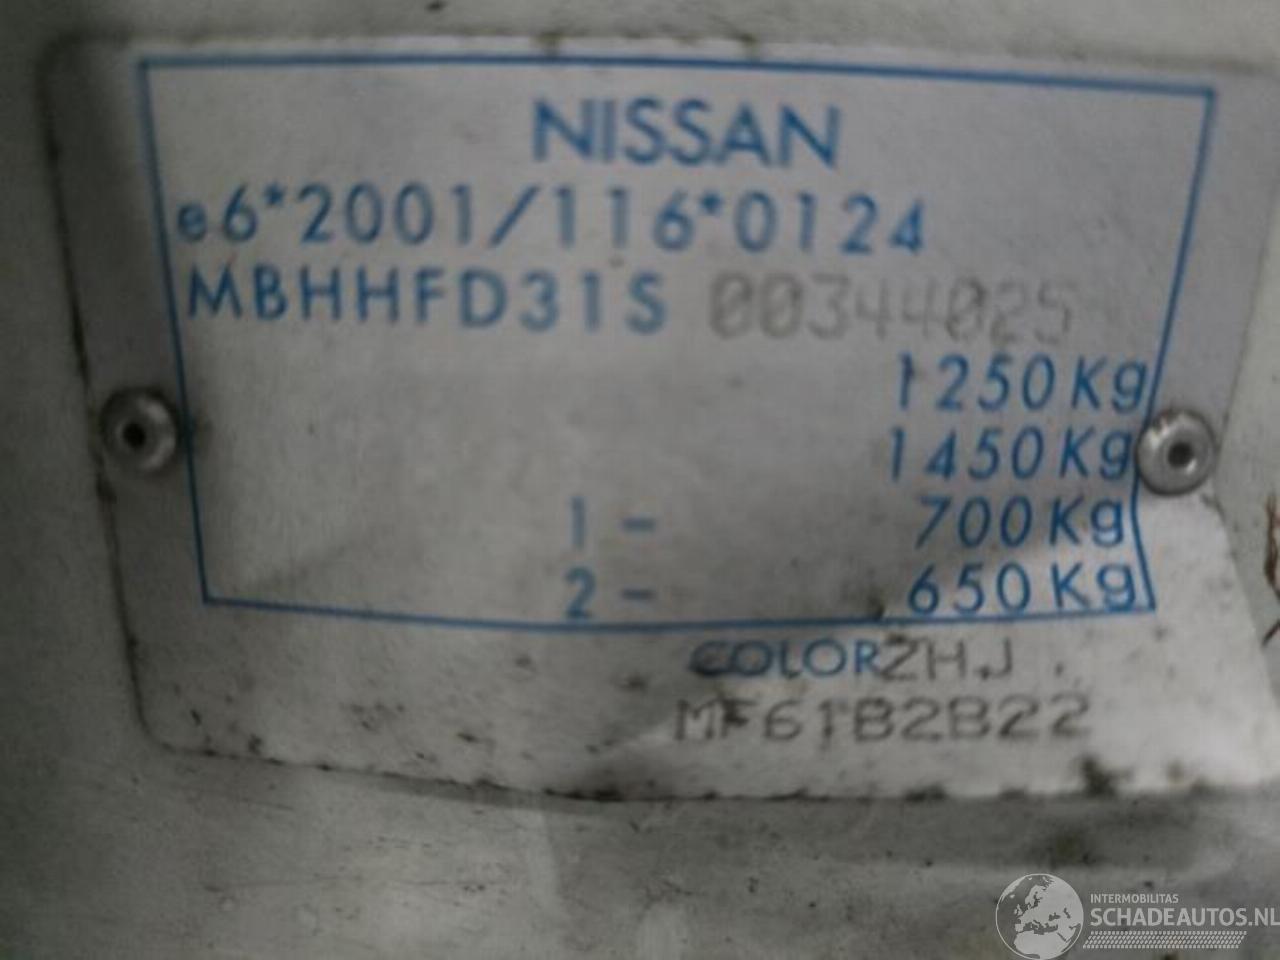 NISSAN
e6*2001/116*0124
MBHHFD31S 00344025
1250Kg
1450Kg
1- 700Kg
2- 650Kg
COLOR ZHJ
MF61B2B22
INTERMOBILITAS
SCHADEAUTOS.NL